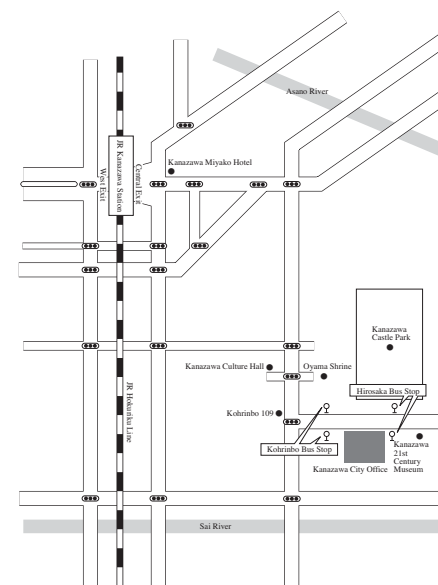 Asano River
Kanazawa Miyako Hotel
West Exit
JR Kanazawa Station
Central Exit
Kanazawa
Castle Park
Kanazawa Culture Hall
Oyama Shrine
Hirosaka Bus Stop
JR Hokuriku Line
Kohrinbo 109
Kohrinbo Bus Stop
Kanazawa
21st
Century
Museum
Kanazawa City Office
Sai River